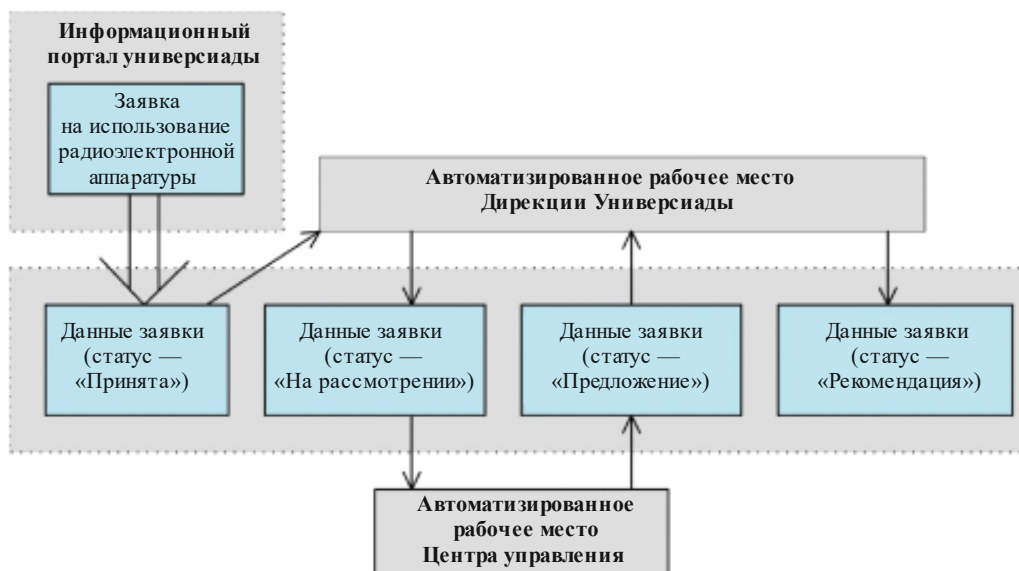 Информационный
портал универсиады
Заявка
на использование
радиоэлектронной
аппаратуры
Автоматизированное рабочее место
Дирекции Универсиады
Данные заявки
(статус —
«Принята»)
Данные заявки
(статус —
«На рассмотрении»)
Данные заявки
(статус —
«Предложение»)
Данные заявки
(статус —
«Рекомендация»)
Автоматизированное
рабочее место
Центра управления